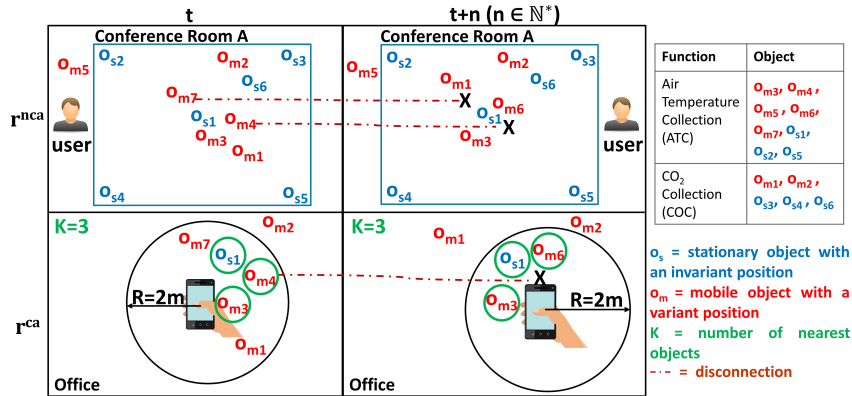 t
t+n (n ∈ ℕ*)
Conference Room A
Conference Room A
r^nca
o_m5
o_s2
o_m2
o_s3
o_s6
o_m7
o_s1
o_m4
o_m3
o_m1
o_s4
o_s5
user
o_m5
o_s2
o_m2
o_s3
o_m1
o_s6
X
o_m6
o_s1
X
o_m3
o_s4
o_s5
user
r^ca
K=3
o_m2
o_m7
o_s1
o_m4
R=2m
o_m3
o_m1
Office
K=3
o_m2
o_m1
o_s1
o_m6
X
o_m3
R=2m
Office
Function
Object
Air
Temperature
Collection
(ATC)
o_m3, o_m4 ,
o_m5 , o_m6,
o_m7, o_s1,
o_s2, o_s5
CO2
Collection
(COC)
o_m1, o_m2 ,
o_s3, o_s4 , o_s6
o_s = stationary object with
an invariant position
o_m = mobile object with a
variant position
K = number of nearest
objects
= disconnection